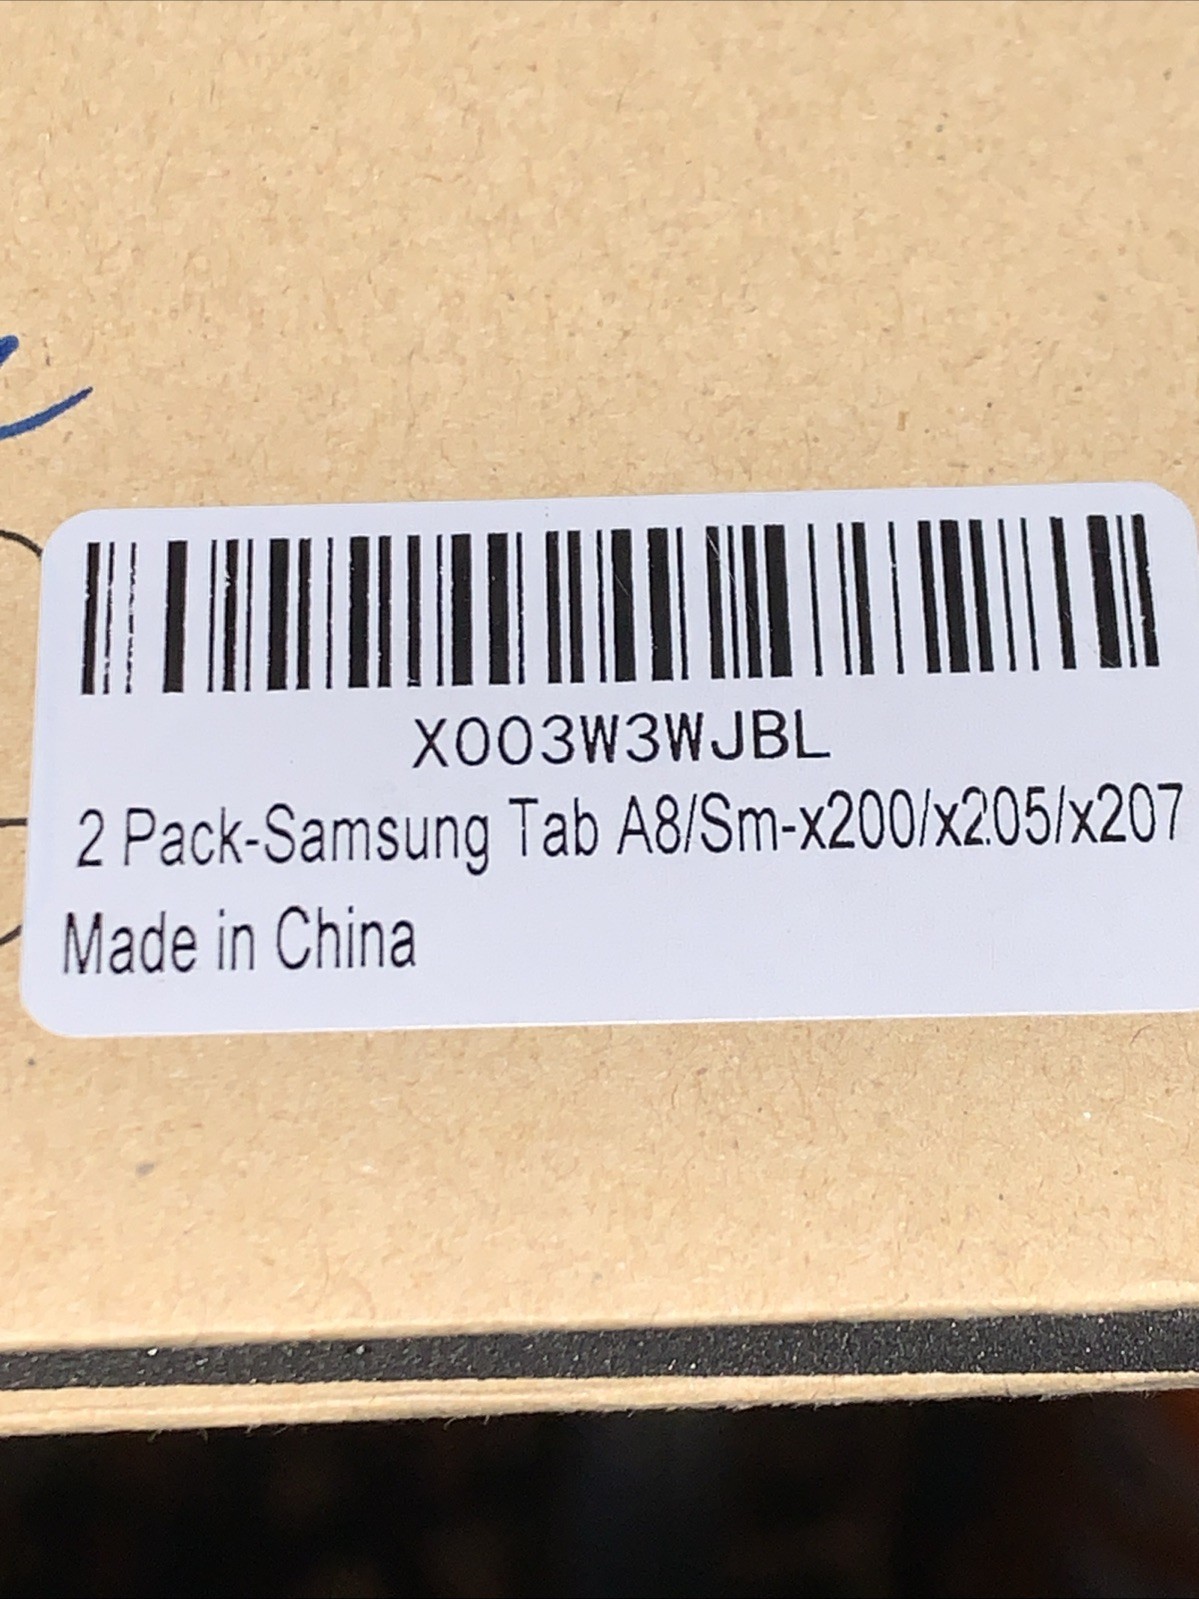 X003W3WJBL
2 Pack-Samsung Tab A8/Sm-x200/x205/x207
Made in China